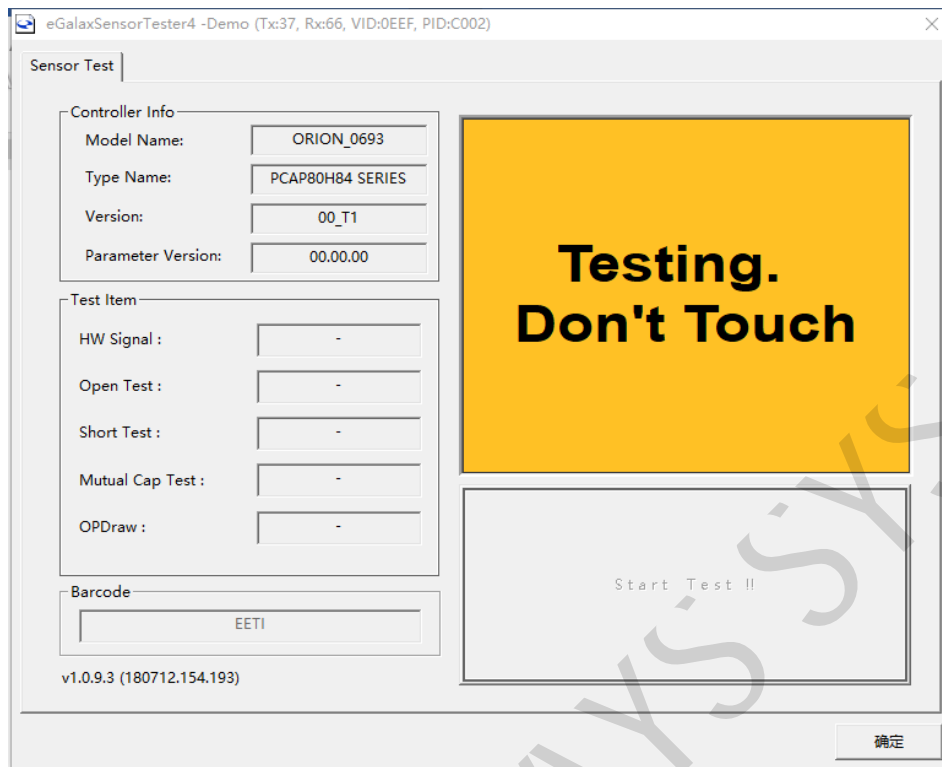 eGalaxSensorTester4 -Demo (Tx:37, Rx:66, VID:0EEF, PID:C002)
Sensor Test
Controller Info
Model Name: ORION_0693
Type Name: PCAP80H84 SERIES
Version: 00_T1
Parameter Version: 00.00.00
Test Item
HW Signal : -
Open Test : -
Short Test : -
Mutual Cap Test : -
OPDraw : -
Barcode
EETI
v1.0.9.3 (180712.154.193)
Testing.
Don't Touch
Start Test !!
确定